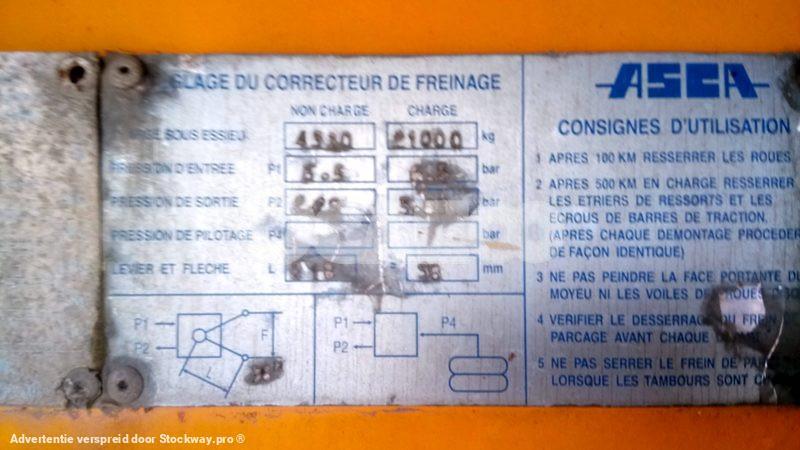 GLAGE DU CORRECTEUR DE FREINAGE
NON CHARGE CHARGE
SOUS ESSIEU 21000 kg
PRESSION D'ENTREE P1 5.5 bar
PRESSION DE SORTIE P2 bar
PRESSION DE PILOTAGE P4 bar
LEVIER ET FLECHE L mm
P1
P2
F
L
P1
P2
P4
ASCA
CONSIGNES D'UTILISATION
1 APRES 100 KM RESSERRER LES ROUES
2 APRES 500 KM EN CHARGE RESSERRER
LES ETRIERS DE RESSORTS ET LES
ECROUS DE BARRES DE TRACTION.
(APRES CHAQUE DEMONTAGE PROCEDER
DE FAÇON IDENTIQUE)
3 NE PAS PEINDRE LA FACE PORTANTE DU
MOYEU NI LES VOILES DE ROUES
4 VERIFIER LE DESSERRAGE DU FREIN
PARCAGE AVANT CHAQUE
5 NE PAS SERRER LE FREIN DE
LORSQUE LES TAMBOURS SONT
Advertentie verspreid door Stockway.pro ®